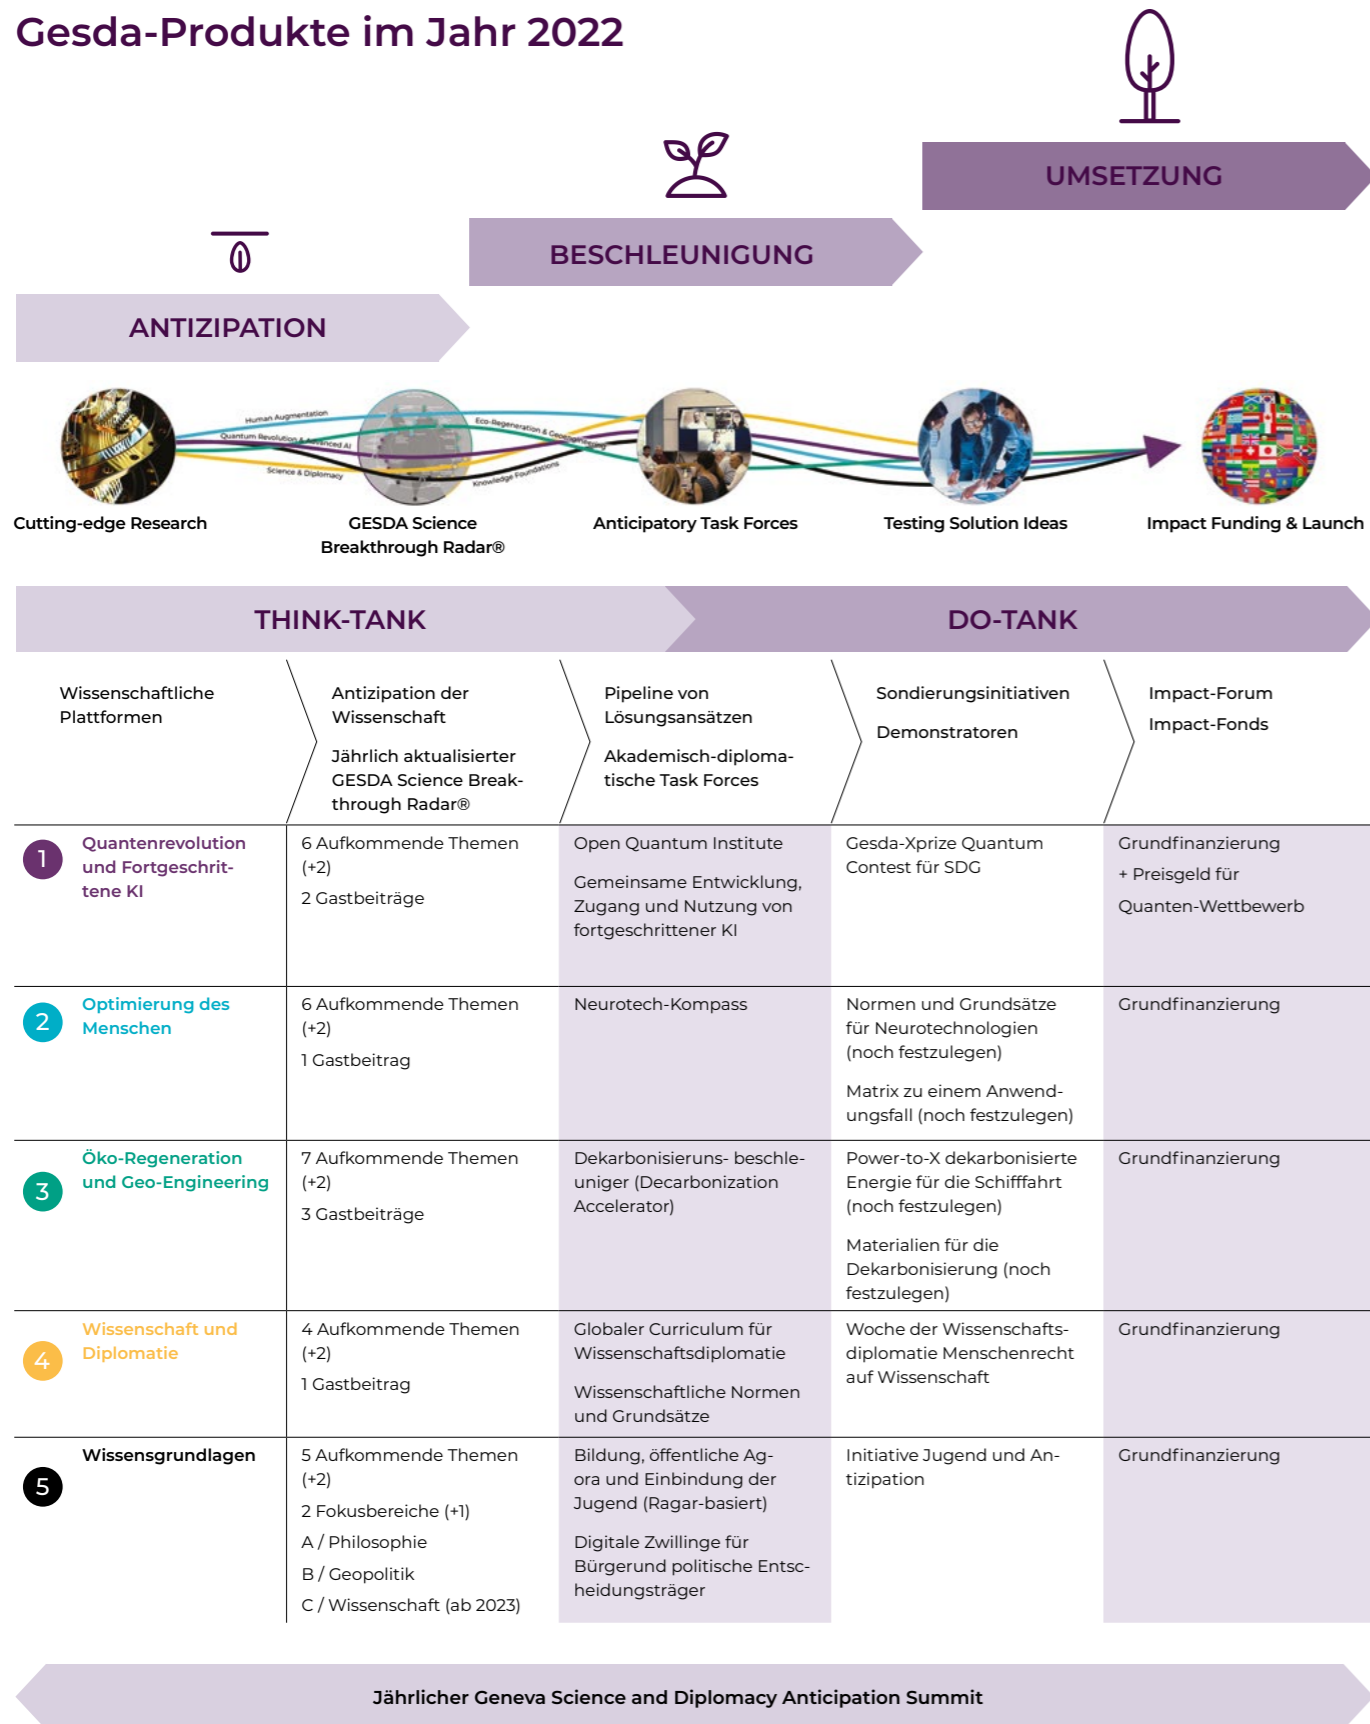 Gesda-Produkte im Jahr 2022
UMSETZUNG
BESCHLEUNIGUNG
ANTIZIPATION
Human Augmentation
Quantum Revolution & Advanced AI
Science & Diplomacy
Eco-Regeneration & Geoengineering
Knowledge Foundations
Cutting-edge Research
GESDA Science
Breakthrough Radar®
Anticipatory Task Forces
Testing Solution Ideas
Impact Funding & Launch
THINK-TANK
DO-TANK
Wissenschaftliche
Plattformen
Antizipation der
Wissenschaft
Jährlich aktualisierter
GESDA Science Break-
through Radar®
Pipeline von
Lösungsansätzen
Akademisch-diploma-
tische Task Forces
Sondierungsinitiativen
Demonstratoren
Impact-Forum
Impact-Fonds
1
Quantenrevolution
und Fortgeschrit-
tene KI
6 Aufkommende Themen
(+2)
2 Gastbeiträge
Open Quantum Institute
Gemeinsame Entwicklung,
Zugang und Nutzung von
fortgeschrittener KI
Gesda-Xprize Quantum
Contest für SDG
Grundfinanzierung
+ Preisgeld für
Quanten-Wettbewerb
2
Optimierung des
Menschen
6 Aufkommende Themen
(+2)
1 Gastbeitrag
Neurotech-Kompass
Normen und Grundsätze
für Neurotechnologien
(noch festzulegen)
Matrix zu einem Anwend-
ungsfall (noch festzulegen)
Grundfinanzierung
3
Öko-Regeneration
und Geo-Engineering
7 Aufkommende Themen
(+2)
3 Gastbeiträge
Dekarbonisieruns- beschle-
uniger (Decarbonization
Accelerator)
Power-to-X dekarbonisierte
Energie für die Schifffahrt
(noch festzulegen)
Materialien für die
Dekarbonisierung (noch
festzulegen)
Grundfinanzierung
4
Wissenschaft und
Diplomatie
4 Aufkommende Themen
(+2)
1 Gastbeitrag
Globaler Curriculum für
Wissenschaftsdiplomatie
Wissenschaftliche Normen
und Grundsätze
Woche der Wissenschafts-
diplomatie Menschenrecht
auf Wissenschaft
Grundfinanzierung
5
Wissensgrundlagen
5 Aufkommende Themen
(+2)
2 Fokusbereiche (+1)
A / Philosophie
B / Geopolitik
C / Wissenschaft (ab 2023)
Bildung, öffentliche Ag-
ora und Einbindung der
Jugend (Ragar-basiert)
Digitale Zwillinge für
Bürgerund politische Entsc-
heidungsträger
Initiative Jugend und An-
tizipation
Grundfinanzierung
Jährlicher Geneva Science and Diplomacy Anticipation Summit